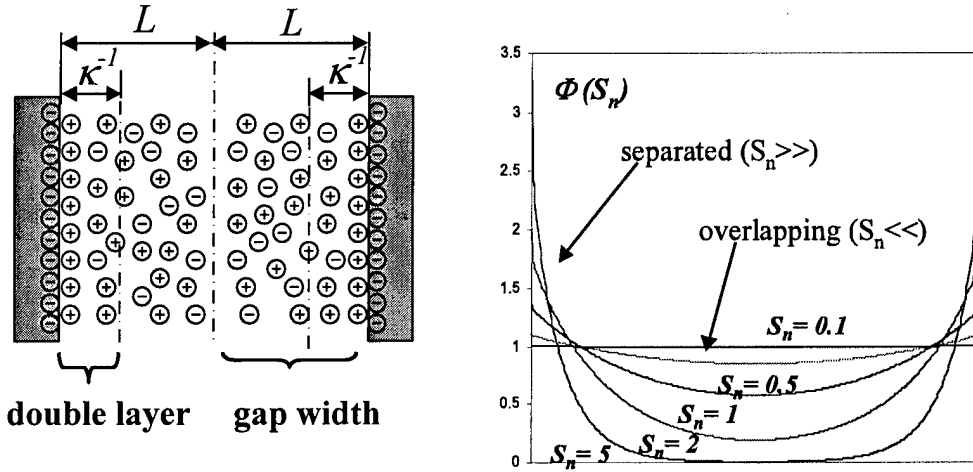 L L
κ⁻¹ κ⁻¹
double layer gap width
3.5
3
2.5
2
1.5
1
0.5
0
Φ(Sₙ)
separated (Sₙ>>)
overlapping (Sₙ<<)
Sₙ= 0.1
Sₙ= 0.5
Sₙ= 1
Sₙ= 2
Sₙ= 5